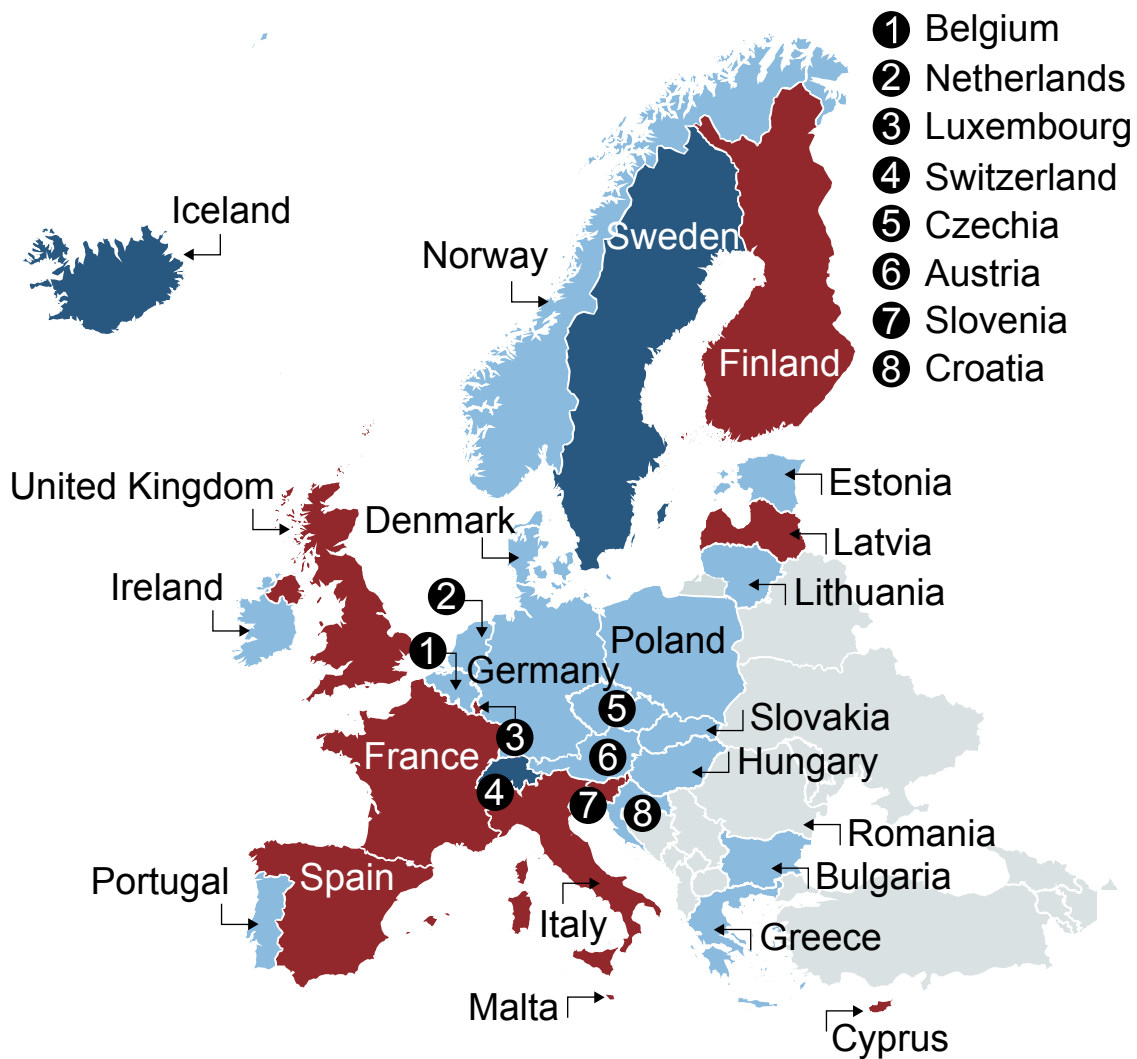 1 Belgium
2 Netherlands
3 Luxembourg
4 Switzerland
5 Czechia
6 Austria
7 Slovenia
8 Croatia
Iceland
Norway
Sweden
Finland
United Kingdom
Denmark
Estonia
Latvia
Ireland
Lithuania
2
1
Germany
Poland
5
Slovakia
France
3
6
Hungary
4
7
8
Romania
Portugal
Spain
Bulgaria
Italy
Greece
Malta
Cyprus